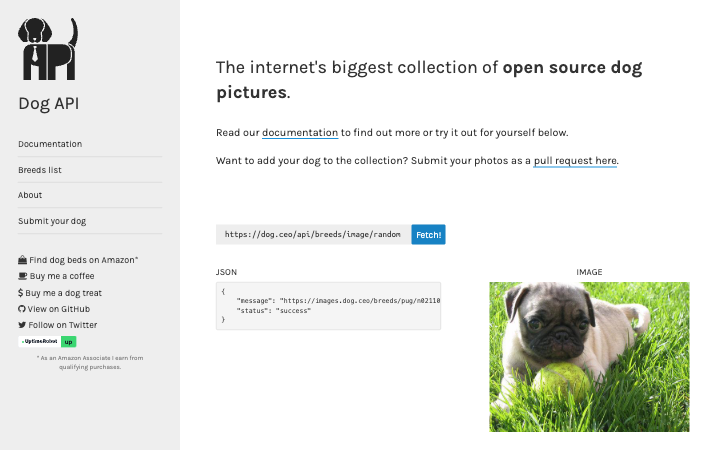 API
Dog API
Documentation
Breeds list
About
Submit your dog
Find dog beds on Amazon*
Buy me a coffee
Buy me a dog treat
View on GitHub
Follow on Twitter
UptimeRobot up
* As an Amazon Associate I earn from
qualifying purchases.
The internet's biggest collection of open source dog
pictures.
Read our documentation to find out more or try it out for yourself below.
Want to add your dog to the collection? Submit your photos as a pull request here.
https://dog.ceo/api/breeds/image/random Fetch!
JSON
{
"message": "https://images.dog.ceo/breeds/pug/n02110
"status": "success"
}
IMAGE